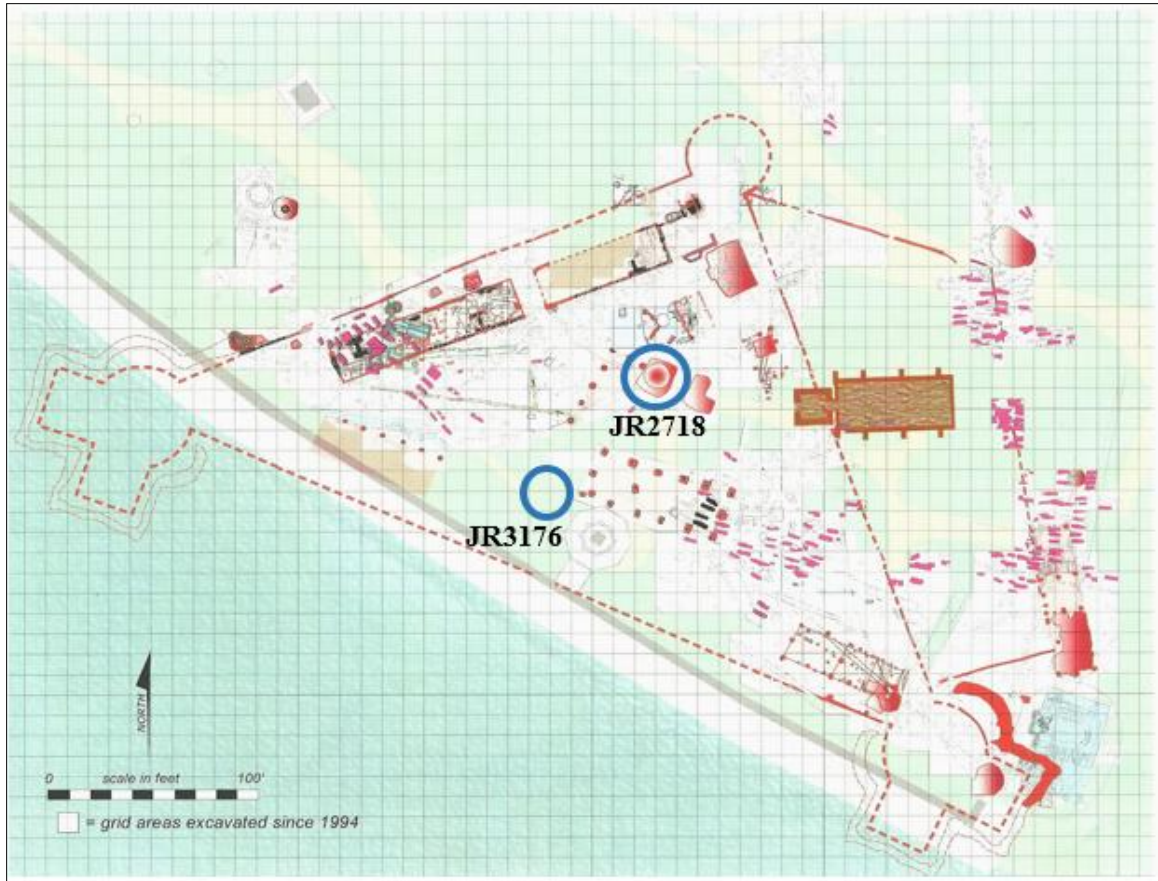 JR2718
JR3176
NORTH
0 scale in feet 100'
= grid areas excavated since 1994